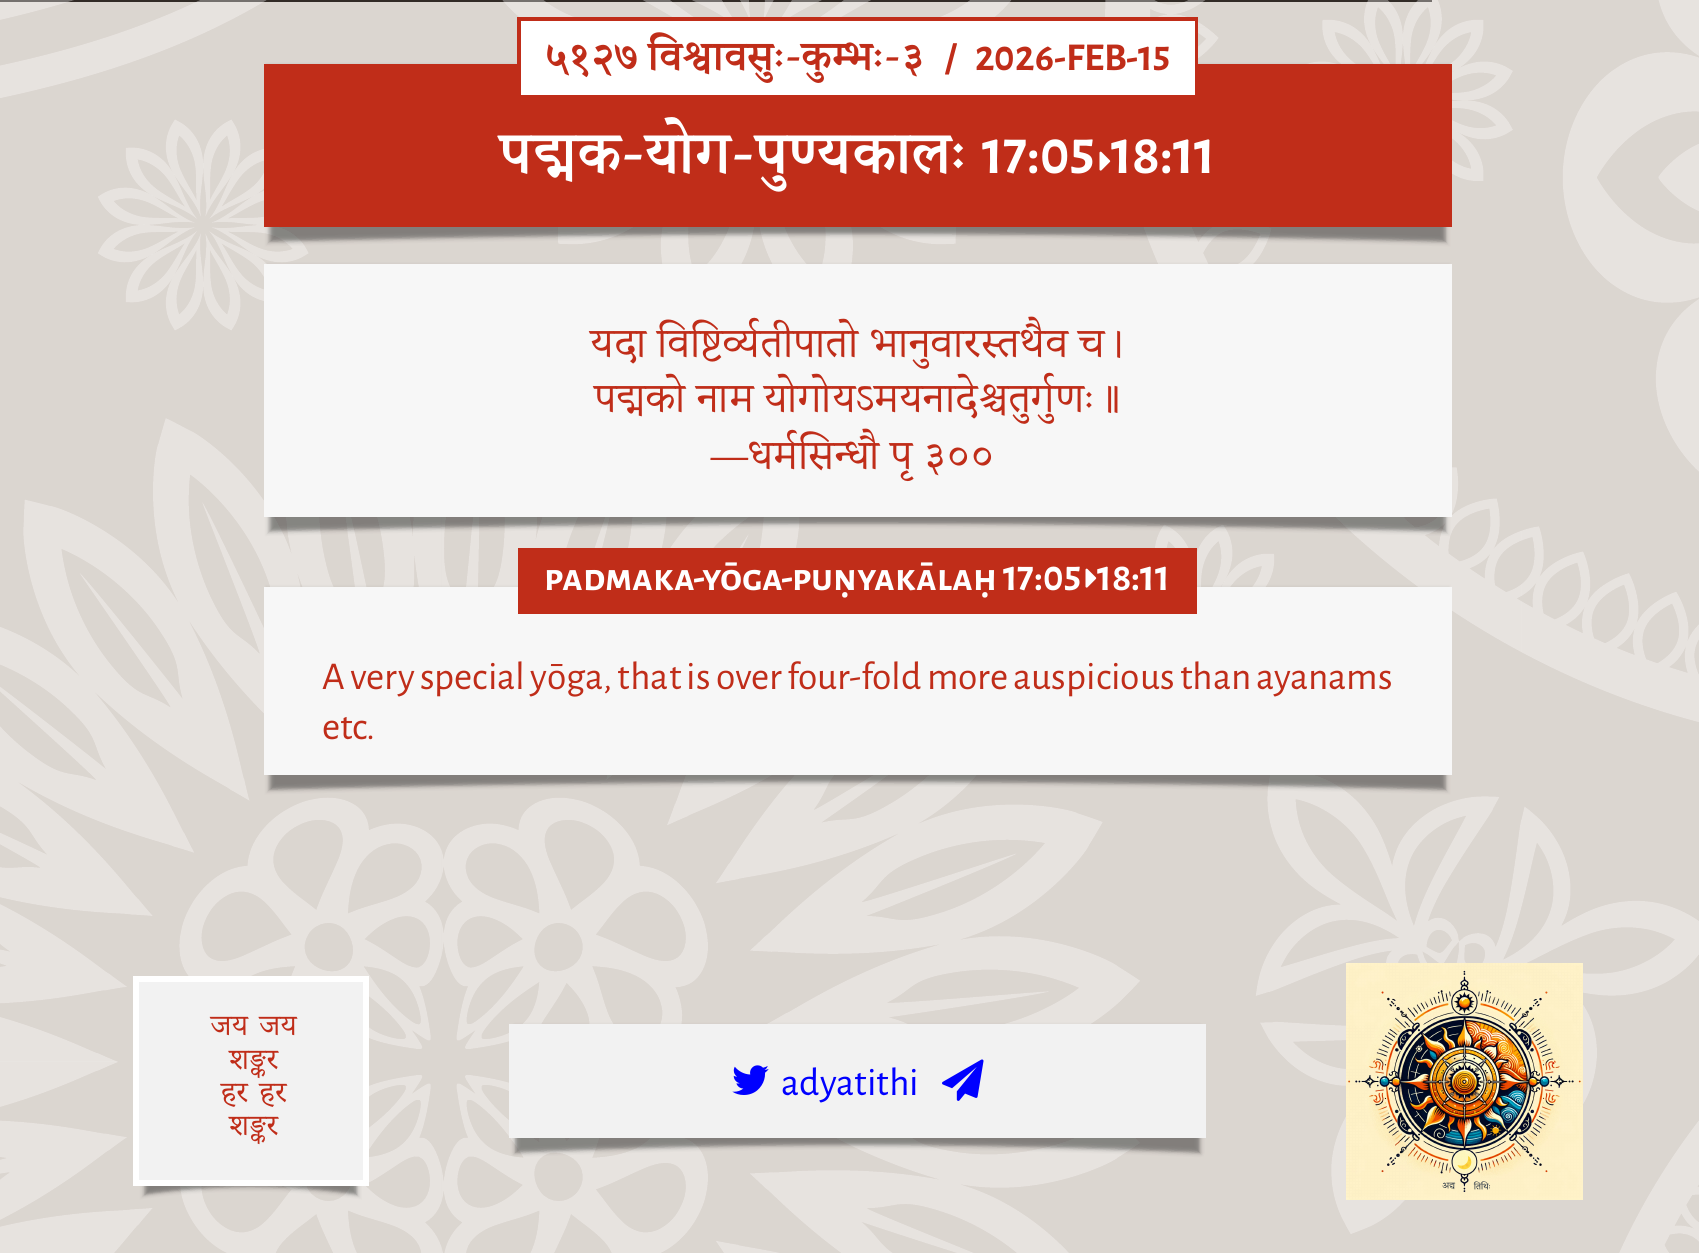 ५१२७ विश्वावसुः-कुम्भः-३ / 2026-FEB-15
पद्मक-योग-पुण्यकालः 17:05▸18:11
यदा विष्टिर्व्यतीपातो भानुवारस्तथैव च।
पद्मको नाम योगोयऽमयनादेश्चतुर्गुणः॥
—धर्मसिन्धौ पृ ३००
PADMAKA-YŌGA-PUṆYAKĀLAḤ 17:05▸18:11
A very special yōga, that is over four-fold more auspicious than ayanams
etc.
जय जय
शङ्कर
हर हर
शङ्कर
adyatithi
अद्य तिथिः